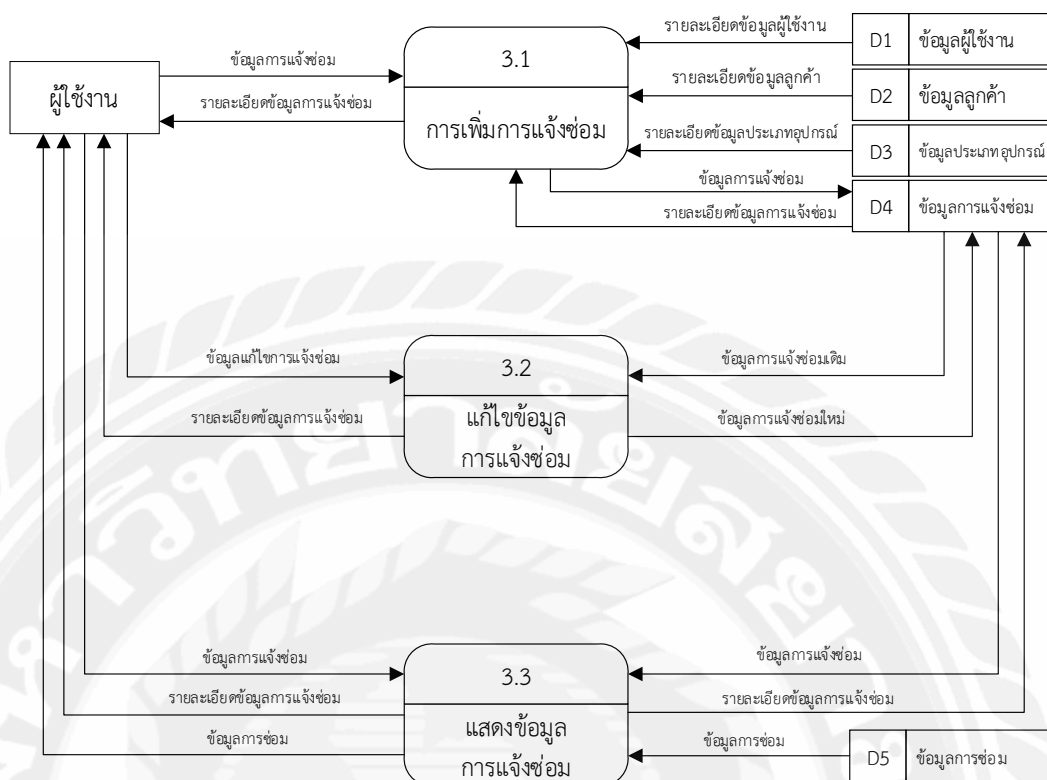 รายละเอียดข้อมูลผู้ใช้งาน
D1 ข้อมูลผู้ใช้งาน
ข้อมูลการแจ้งซ่อม
3.1
ผู้ใช้งาน
รายละเอียดข้อมูลลูกค้า
D2 ข้อมูลลูกค้า
รายละเอียดข้อมูลการแจ้งซ่อม
การเพิ่มการแจ้งซ่อม
รายละเอียดข้อมูลประเภทอุปกรณ์
D3 ข้อมูลประเภทอุปกรณ์
ข้อมูลการแจ้งซ่อม
รายละเอียดข้อมูลการแจ้งซ่อม
D4 ข้อมูลการแจ้งซ่อม
ข้อมูลแก้ไขการแจ้งซ่อม
3.2
ข้อมูลการแจ้งซ่อมเดิม
รายละเอียดข้อมูลการแจ้งซ่อม
แก้ไขข้อมูล
การแจ้งซ่อม
ข้อมูลการแจ้งซ่อมใหม่
ข้อมูลการแจ้งซ่อม
3.3
ข้อมูลการแจ้งซ่อม
รายละเอียดข้อมูลการแจ้งซ่อม
รายละเอียดข้อมูลการแจ้งซ่อม
ข้อมูลการซ่อม
แสดงข้อมูล
การแจ้งซ่อม
ข้อมูลการซ่อม
D5 ข้อมูลการซ่อม